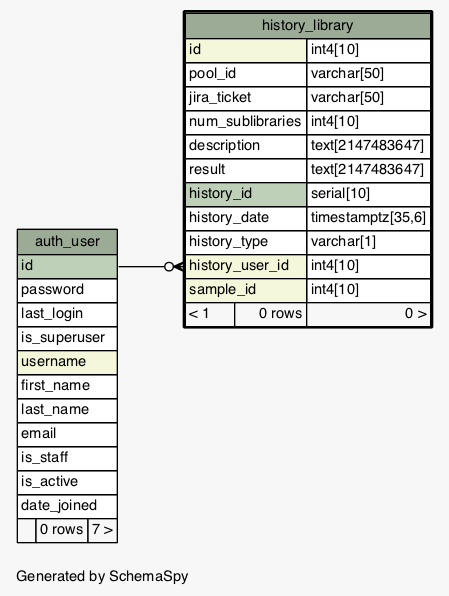 history_library
id int4[10]
pool_id varchar[50]
jira_ticket varchar[50]
num_sublibraries int4[10]
description text[2147483647]
result text[2147483647]
history_id serial[10]
history_date timestamptz[35,6]
history_type varchar[1]
history_user_id int4[10]
sample_id int4[10]
< 1 0 rows 0 >
auth_user
id
password
last_login
is_superuser
username
first_name
last_name
email
is_staff
is_active
date_joined
0 rows 7 >
Generated by SchemaSpy